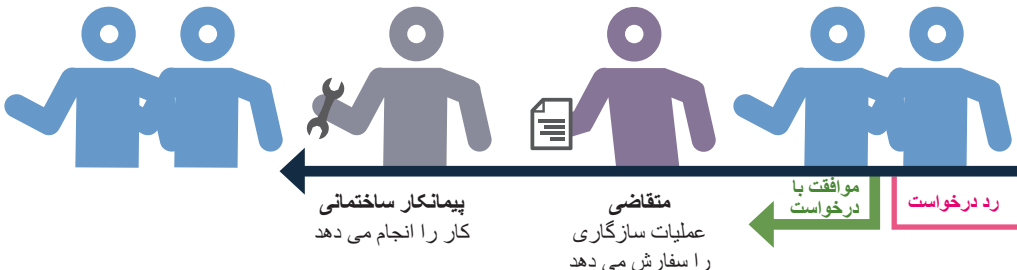 رد درخواست
موافقت با
درخواست
متقاضی
عملیات سازگاری
را سفارش می دهد
پیمانکار ساختمانی
کار را انجام می دهد